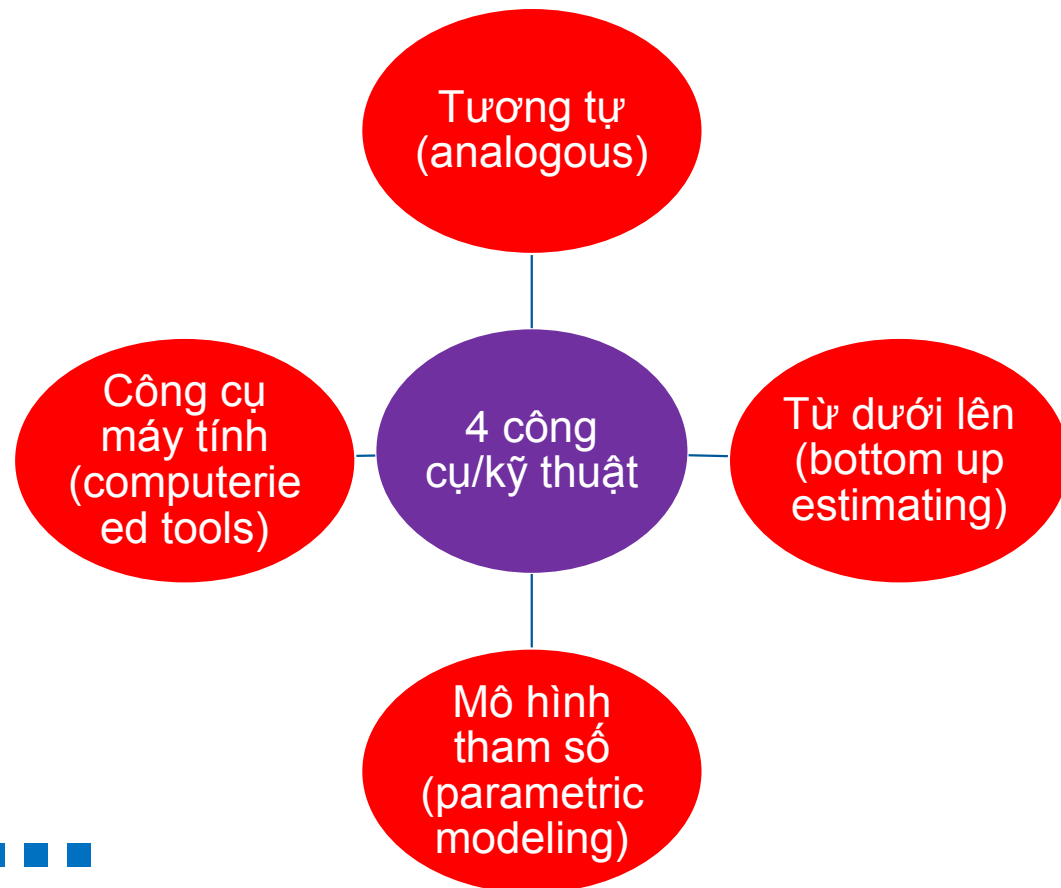 Tương tự
(analogous)
Công cụ
máy tính
(computerie
ed tools)
4 công
cụ/kỹ thuật
Từ dưới lên
(bottom up
estimating)
Mô hình
tham số
(parametric
modeling)